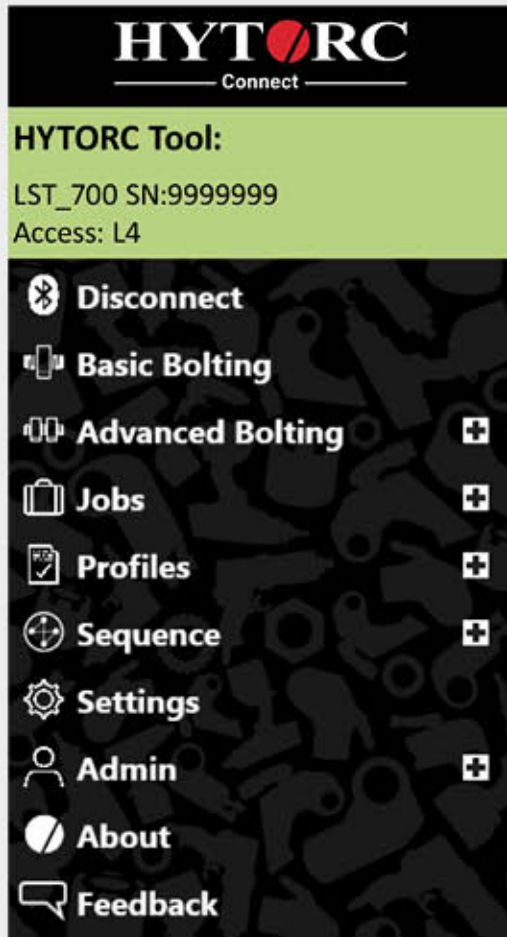 HYTORC
Connect
HYTORC Tool:
LST_700 SN:9999999
Access: L4
Disconnect
Basic Bolting
Advanced Bolting
Jobs
Profiles
Sequence
Settings
Admin
About
Feedback